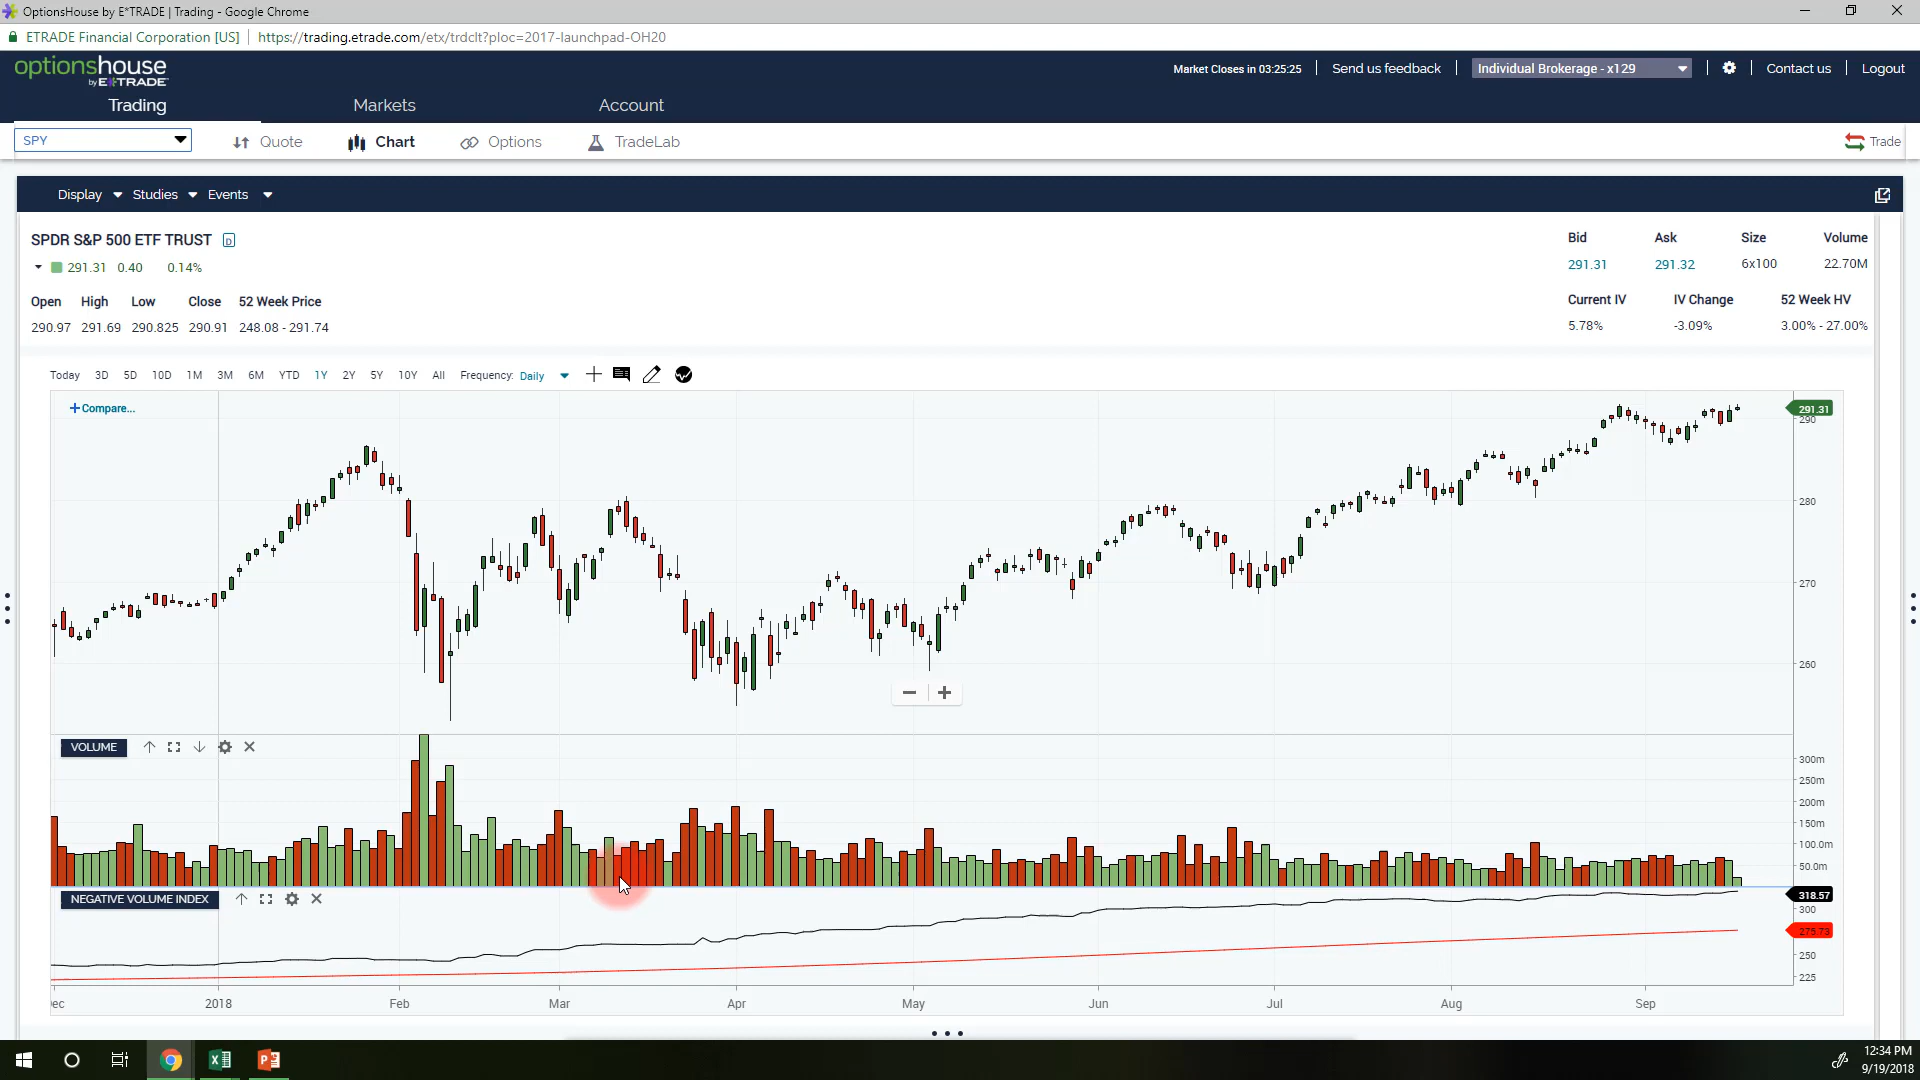 OptionsHouse by E*TRADE | Trading - Google Chrome
ETRADE Financial Corporation [US] https://trading.etrade.com/etx/trdclt?ploc=2017-launchpad-OH20
optionshouse
by E*TRADE
Market Closes in 03:25:25 Send us feedback Individual Brokerage - x129 Contact us Logout
Trading Markets Account
SPY Quote Chart Options TradeLab Trade
Display Studies Events
SPDR S&P 500 ETF TRUST D
291.31 0.40 0.14%
Bid Ask Size Volume
291.31 291.32 6x100 22.70M
Open High Low Close 52 Week Price
290.97 291.69 290.825 290.91 248.08 - 291.74
Current IV IV Change 52 Week HV
5.78% -3.09% 3.00% - 27.00%
Today 3D 5D 10D 1M 3M 6M YTD 1Y 2Y 5Y 10Y All Frequency: Daily
+Compare...
291.31
290
280
270
260
VOLUME
300m
250m
200m
150m
100.0m
50.0m
NEGATIVE VOLUME INDEX
318.57
300
275.73
250
225
ec 2018 Feb Mar Apr May Jun Jul Aug Sep
12:34 PM
9/19/2018